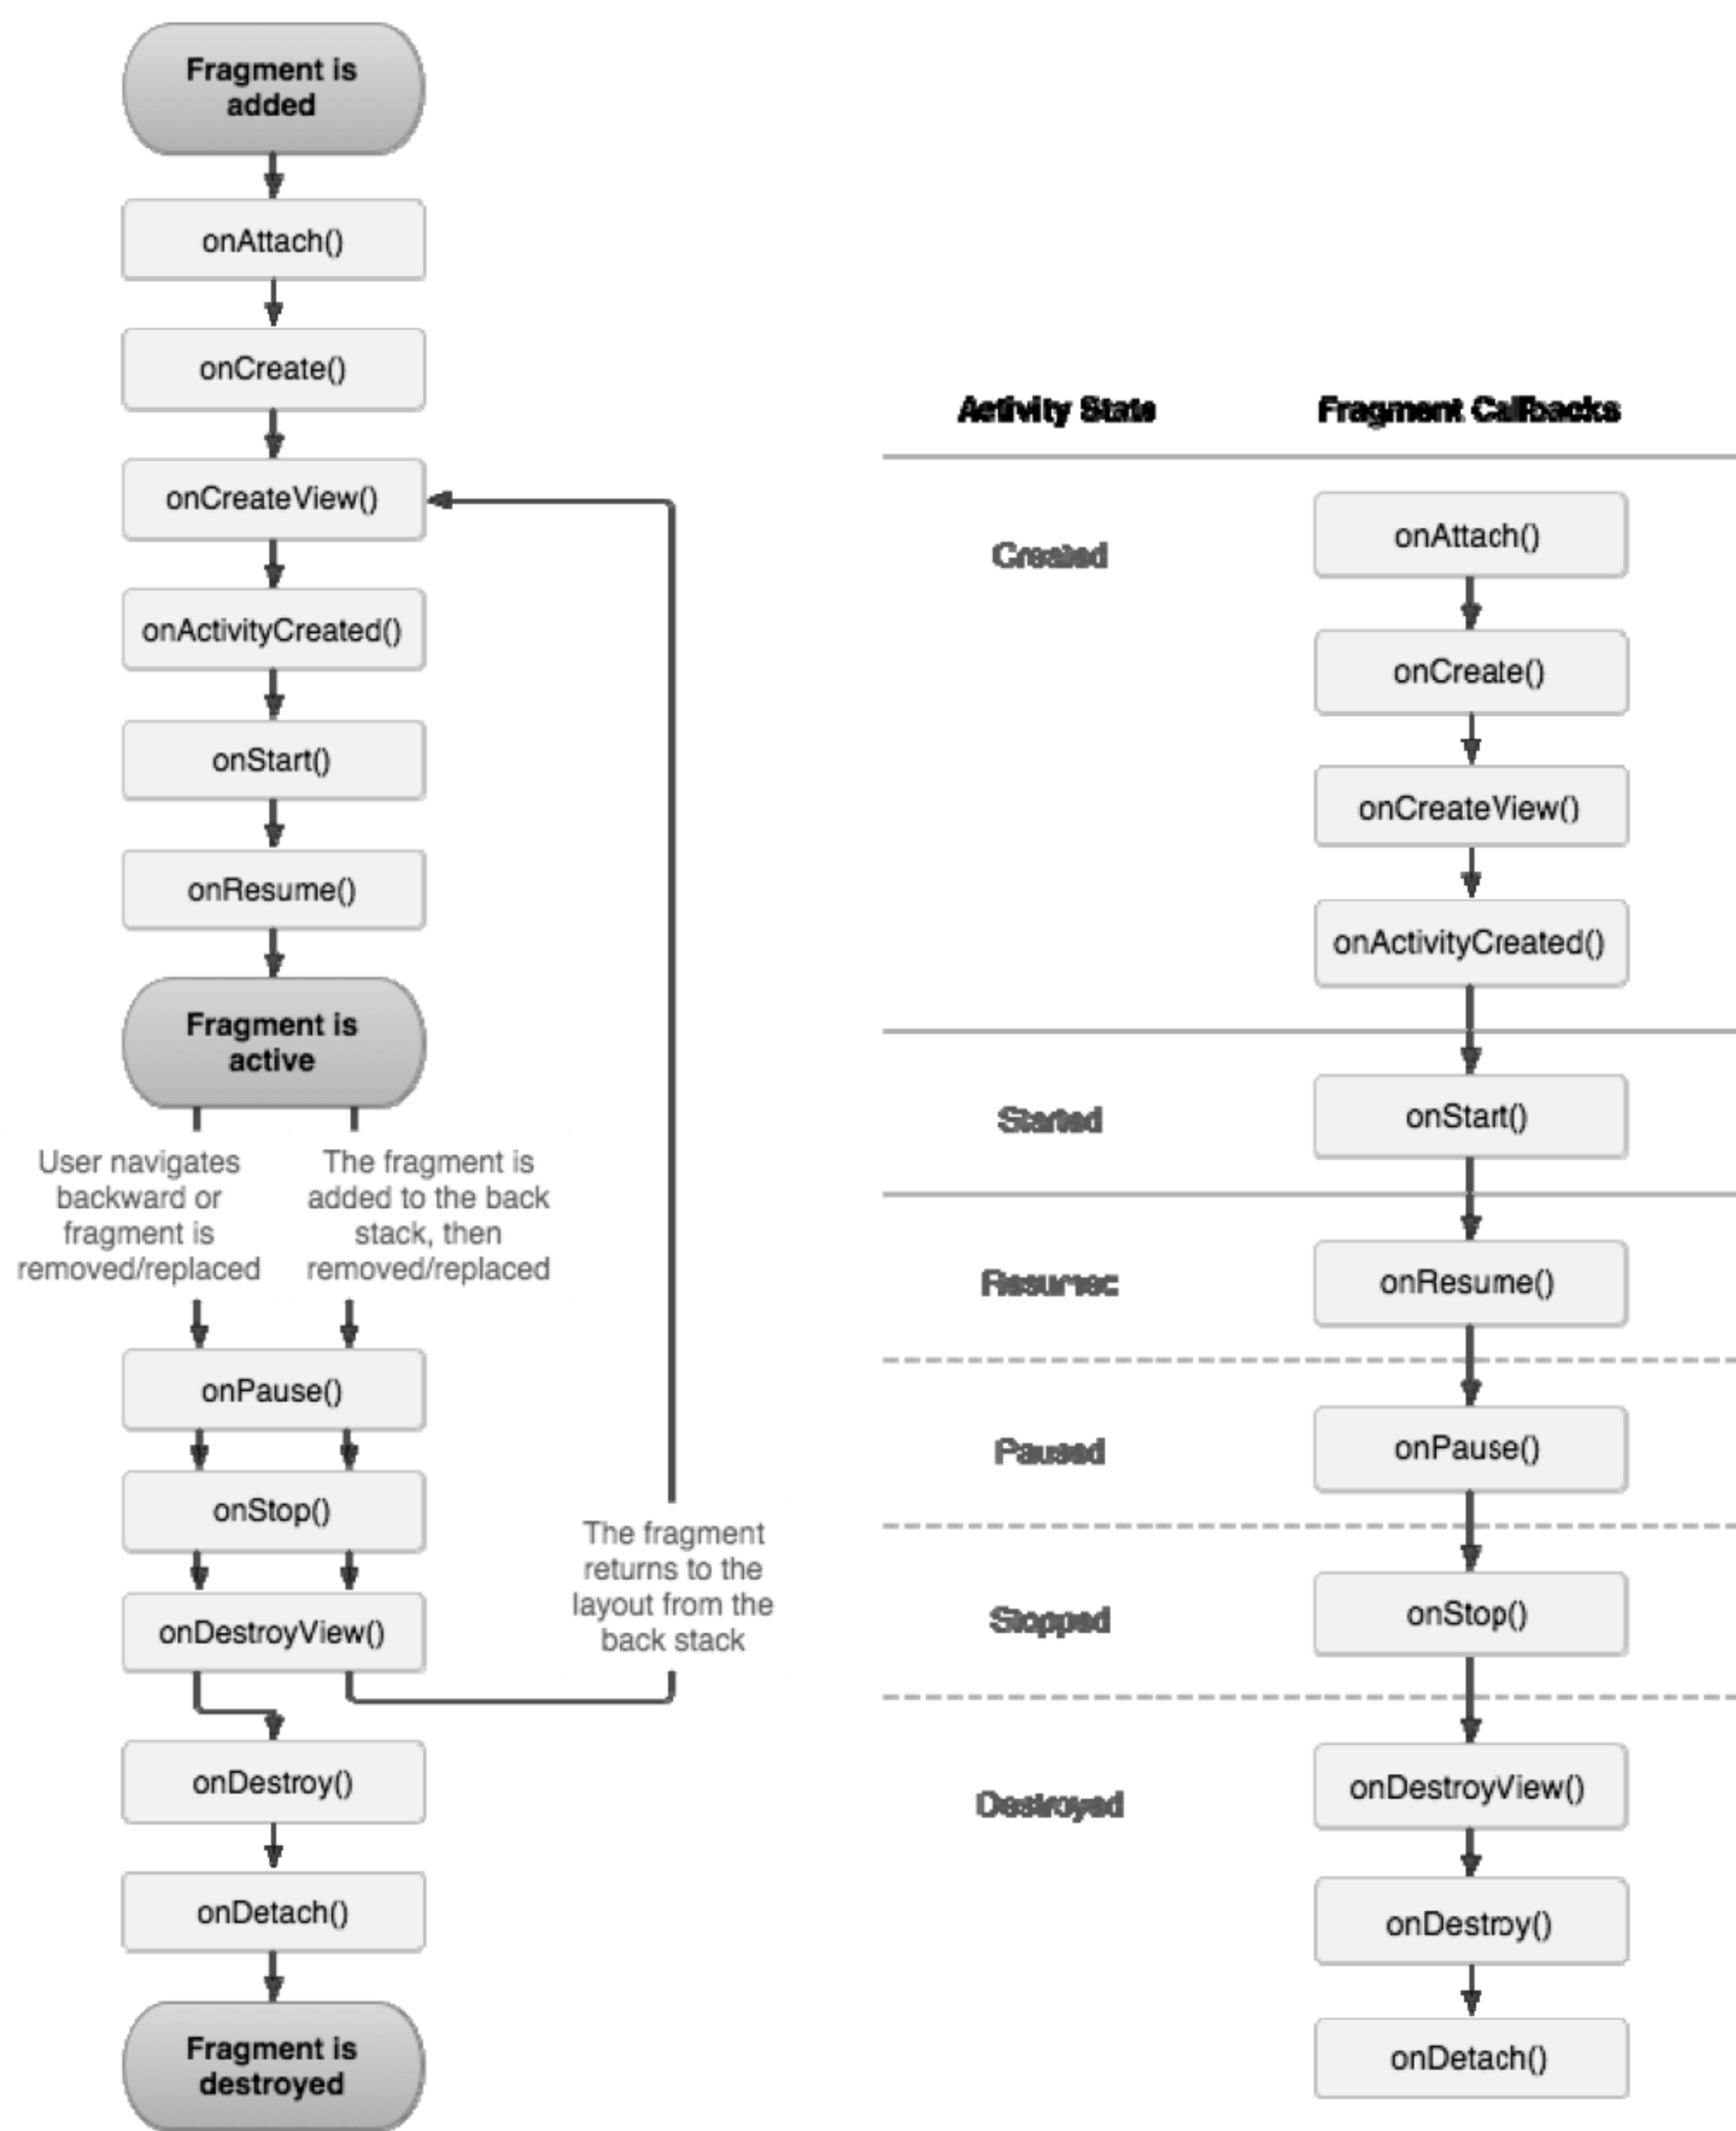 Fragment is
added
onAttach()
onCreate()
onCreateView()
onActivityCreated()
onStart()
onResume()
Fragment is
active
User navigates
backward or
fragment is
removed/replaced
The fragment is
added to the back
stack, then
removed/replaced
onPause()
onStop()
onDestroyView()
The fragment
returns to the
layout from the
back stack
onDestroy()
onDetach()
Fragment is
destroyed
Activity State
Fragment Callbacks
Created
onAttach()
onCreate()
onCreateView()
onActivityCreated()
Started
onStart()
Resumed
onResume()
Paused
onPause()
Stopped
onStop()
Destroyed
onDestroyView()
onDestroy()
onDetach()